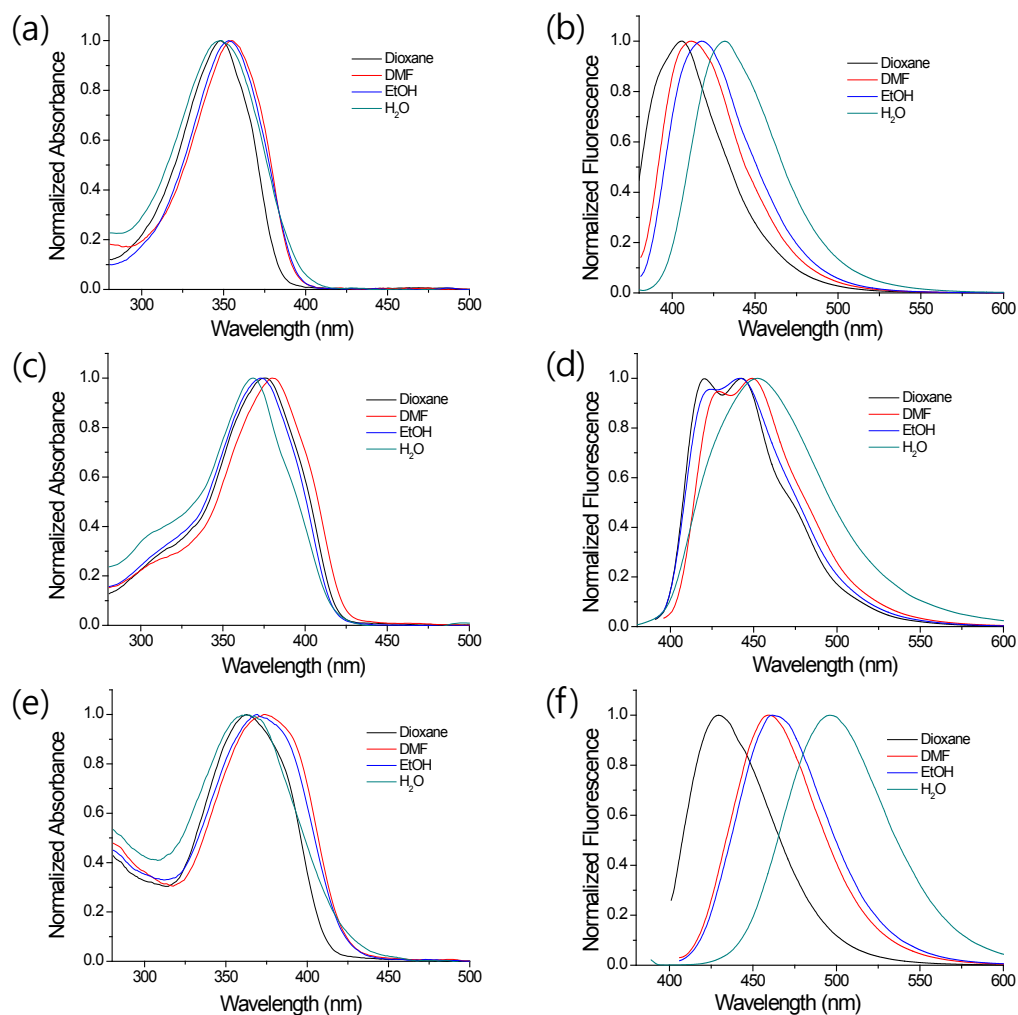 (a)
Normalized Absorbance
1.0
0.8
0.6
0.4
0.2
0.0
300
350
400
450
500
Wavelength (nm)
Dioxane
DMF
EtOH
H₂O
(b)
Normalized Fluorescence
1.0
0.8
0.6
0.4
0.2
0.0
400
450
500
550
600
Wavelength (nm)
Dioxane
DMF
EtOH
H₂O
(c)
Normalized Absorbance
1.0
0.8
0.6
0.4
0.2
0.0
300
350
400
450
500
Wavelength (nm)
Dioxane
DMF
EtOH
H₂O
(d)
Normalized Fluorescence
1.0
0.8
0.6
0.4
0.2
0.0
400
450
500
550
600
Wavelength (nm)
Dioxane
DMF
EtOH
H₂O
(e)
Normalized Absorbance
1.0
0.8
0.6
0.4
0.2
0.0
300
350
400
450
500
Wavelength (nm)
Dioxane
DMF
EtOH
H₂O
(f)
Normalized Fluorescence
1.0
0.8
0.6
0.4
0.2
0.0
400
450
500
550
600
Wavelength (nm)
Dioxane
DMF
EtOH
H₂O